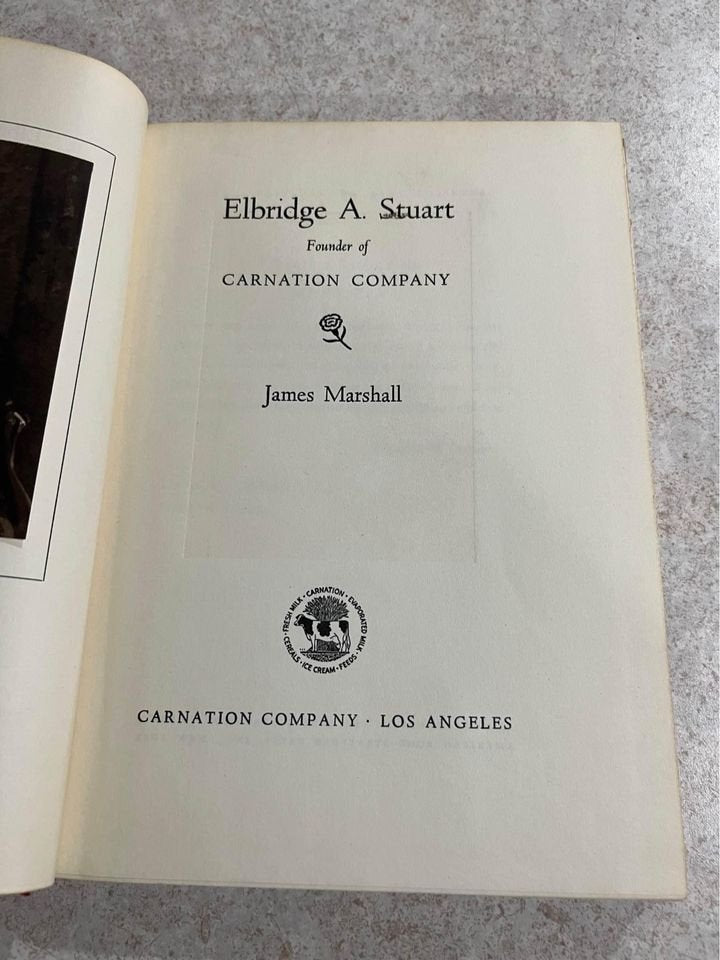 Elbridge A. Stuart
Founder of
CARNATION COMPANY
James Marshall
· CARNATION · EVAPORATED MILK · FEEDS · ICE CREAM · CEREALS · FRESH MILK
CARNATION COMPANY · LOS ANGELES